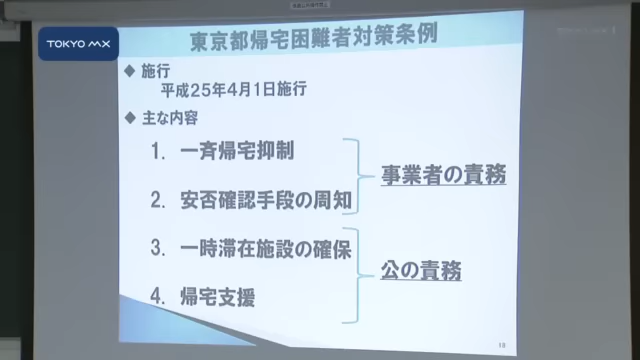 TOKYO MX
東京都帰宅困難者対策条例
◆ 施行
平成25年4月1日施行
◆ 主な内容
1. 一斉帰宅抑制
2. 安否確認手段の周知
事業者の責務
3. 一時滞在施設の確保
4. 帰宅支援
公の責務
18